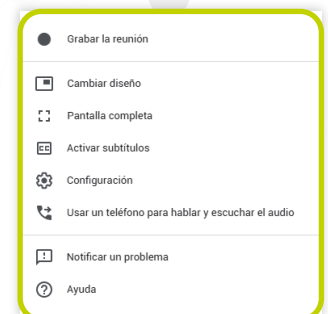 Grabar la reunión
Cambiar diseño
Pantalla completa
CC Activar subtítulos
Configuración
Usar un teléfono para hablar y escuchar el audio
Notificar un problema
Ayuda